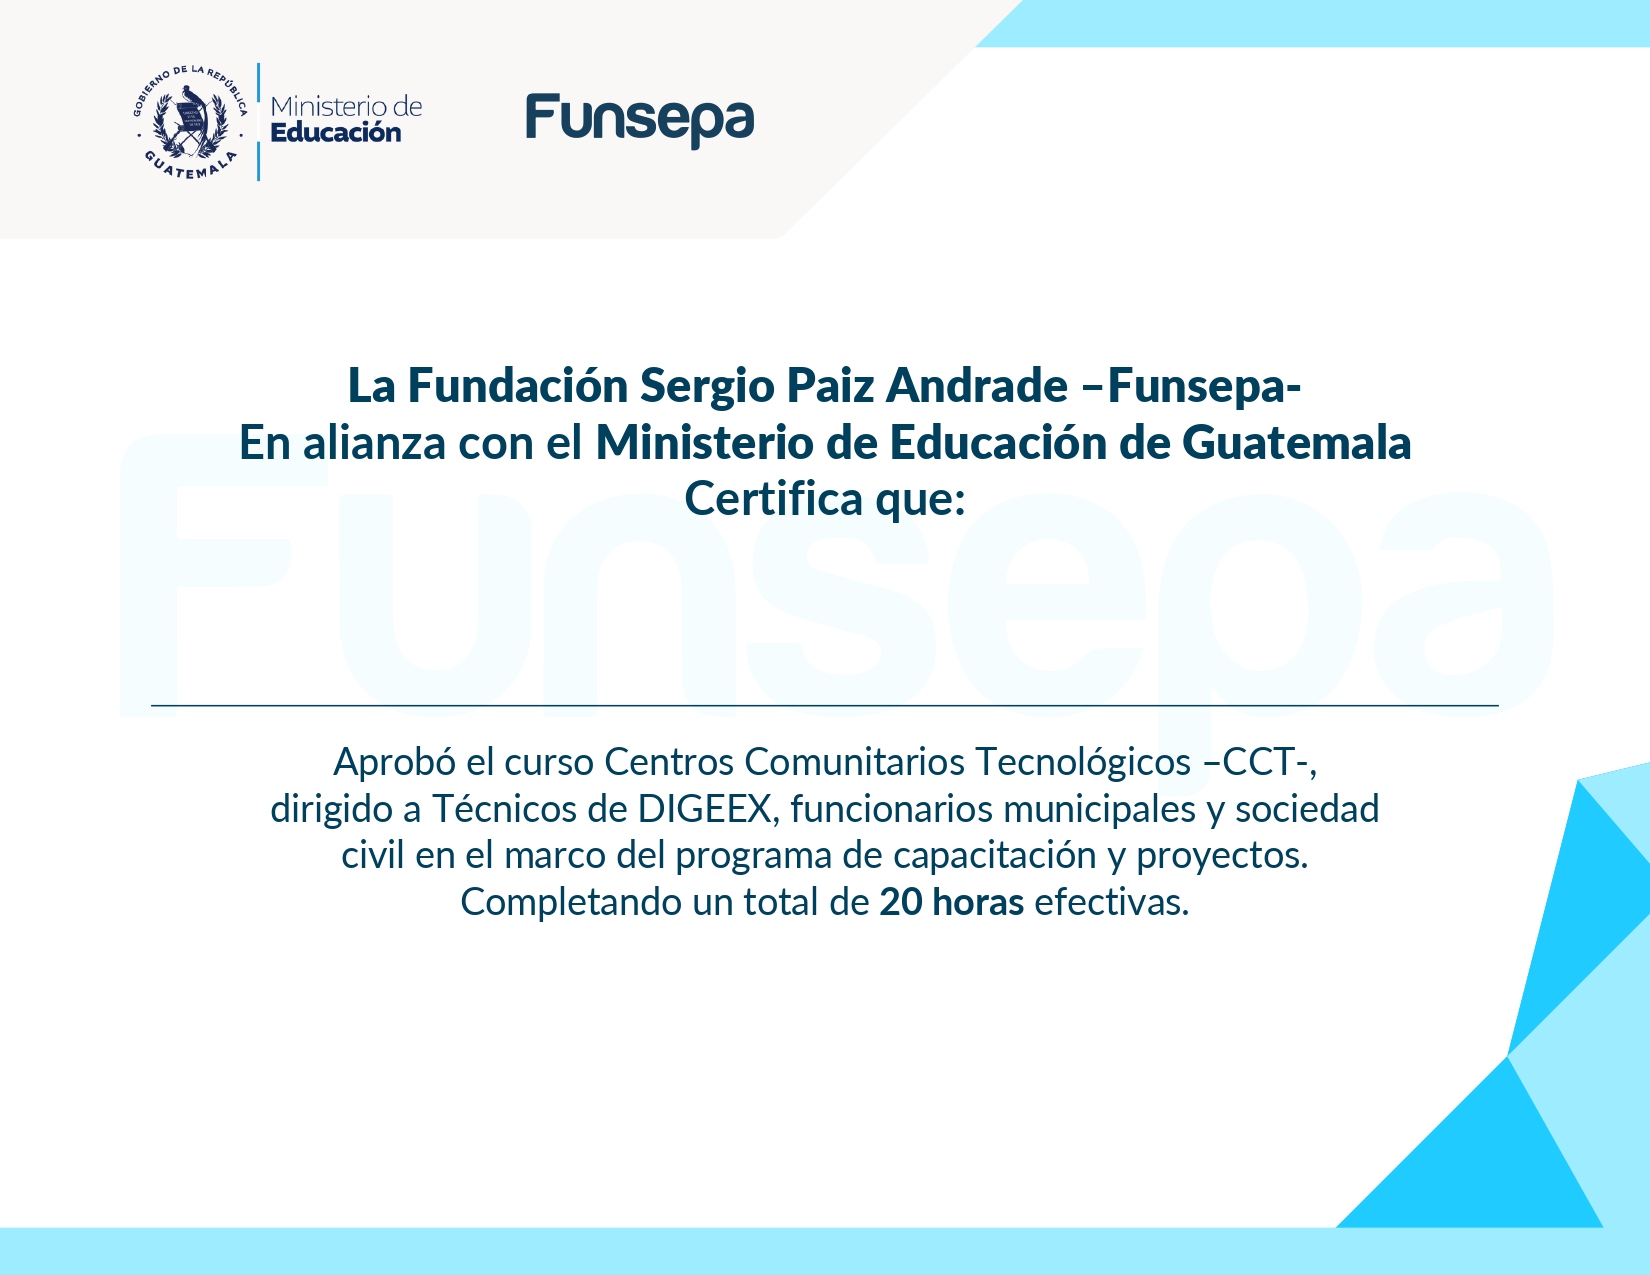 GOBIERNO DE LA REPÚBLICA
GUATEMALA
Ministerio de
Educación
Funsepa
La Fundación Sergio Paiz Andrade –Funsepa-
En alianza con el Ministerio de Educación de Guatemala
Certifica que:
Funsepa
Aprobó el curso Centros Comunitarios Tecnológicos –CCT-,
dirigido a Técnicos de DIGEEX, funcionarios municipales y sociedad
civil en el marco del programa de capacitación y proyectos.
Completando un total de 20 horas efectivas.